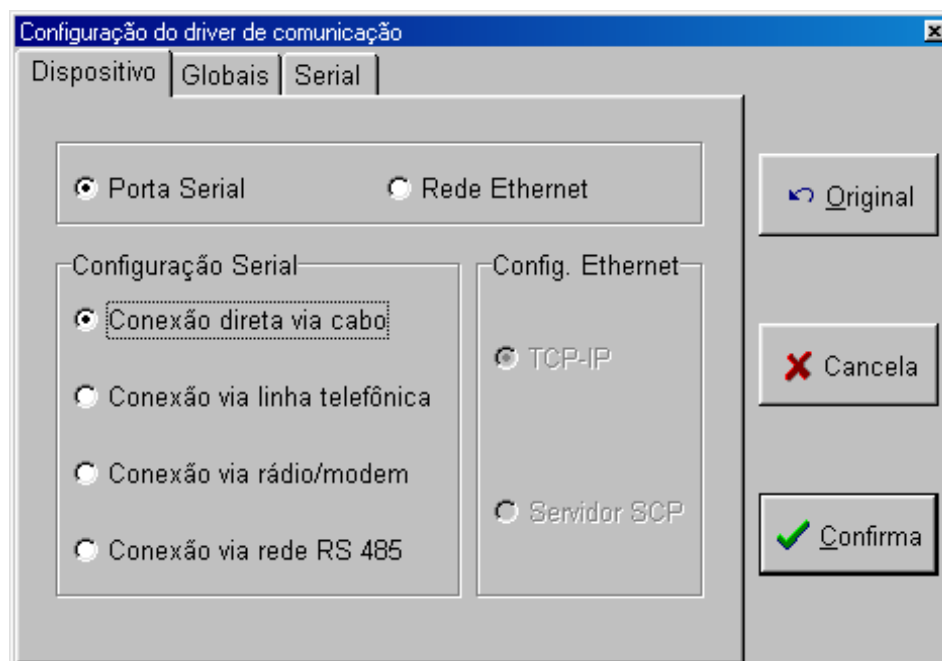 Configuração do driver de comunicação
Dispositivo
Globais
Serial
Porta Serial
Rede Ethernet
Original
Configuração Serial
Conexão direta via cabo
Conexão via linha telefônica
Conexão via rádio/modem
Conexão via rede RS 485
Config. Ethernet
TCP-IP
Servidor SCP
Cancela
Confirma